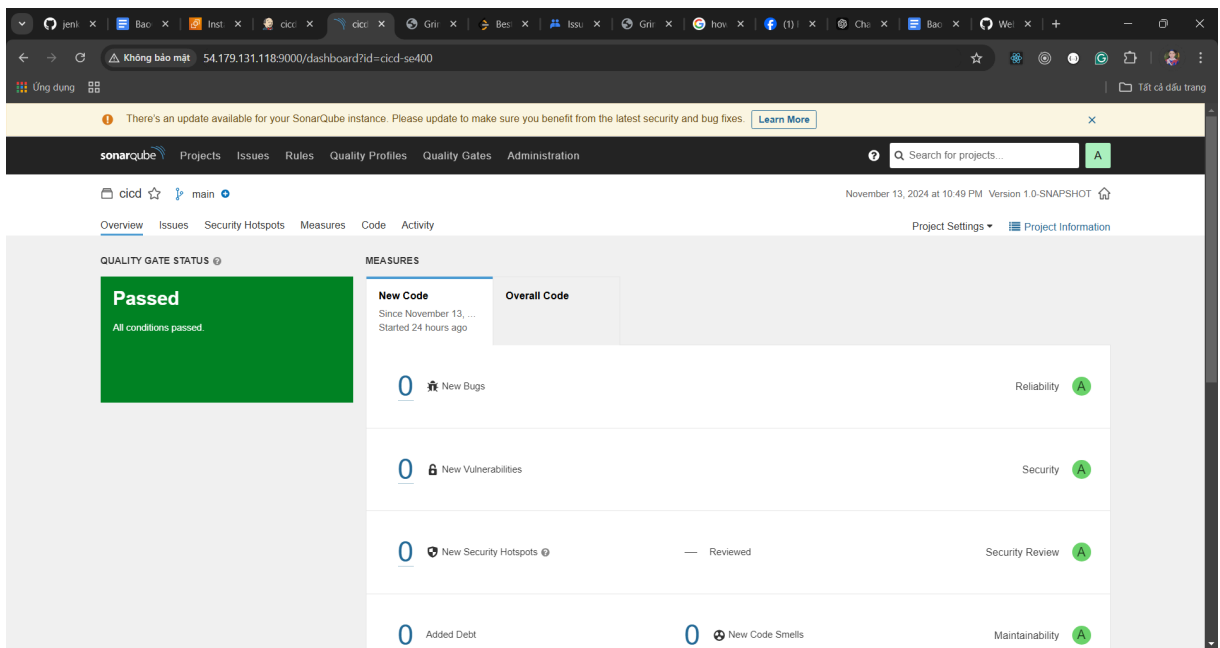 jenk Bao Inst. cicd cicd Grir Bes Issu Grir how (1) l Cha Bao Wel
Không bảo mật 54.179.131.118:9000/dashboard?id=cicd-se400
Ứng dụng Tất cả dấu trang
There's an update available for your SonarQube instance. Please update to make sure you benefit from the latest security and bug fixes. Learn More
sonarqube Projects Issues Rules Quality Profiles Quality Gates Administration Search for projects... A
cicd main November 13, 2024 at 10:49 PM Version 1.0-SNAPSHOT
Overview Issues Security Hotspots Measures Code Activity Project Settings Project Information
QUALITY GATE STATUS MEASURES
Passed
All conditions passed.
New Code Overall Code
Since November 13, ...
Started 24 hours ago
0 New Bugs Reliability A
0 New Vulnerabilities Security A
0 New Security Hotspots — Reviewed Security Review A
0 Added Debt 0 New Code Smells Maintainability A